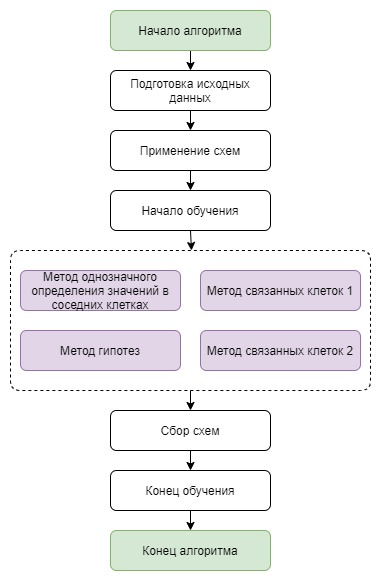 Начало алгоритма
Подготовка исходных
данных
Применение схем
Начало обучения
Метод однозначного
определения значений в
соседних клетках
Метод связанных клеток 1
Метод гипотез
Метод связанных клеток 2
Сбор схем
Конец обучения
Конец алгоритма